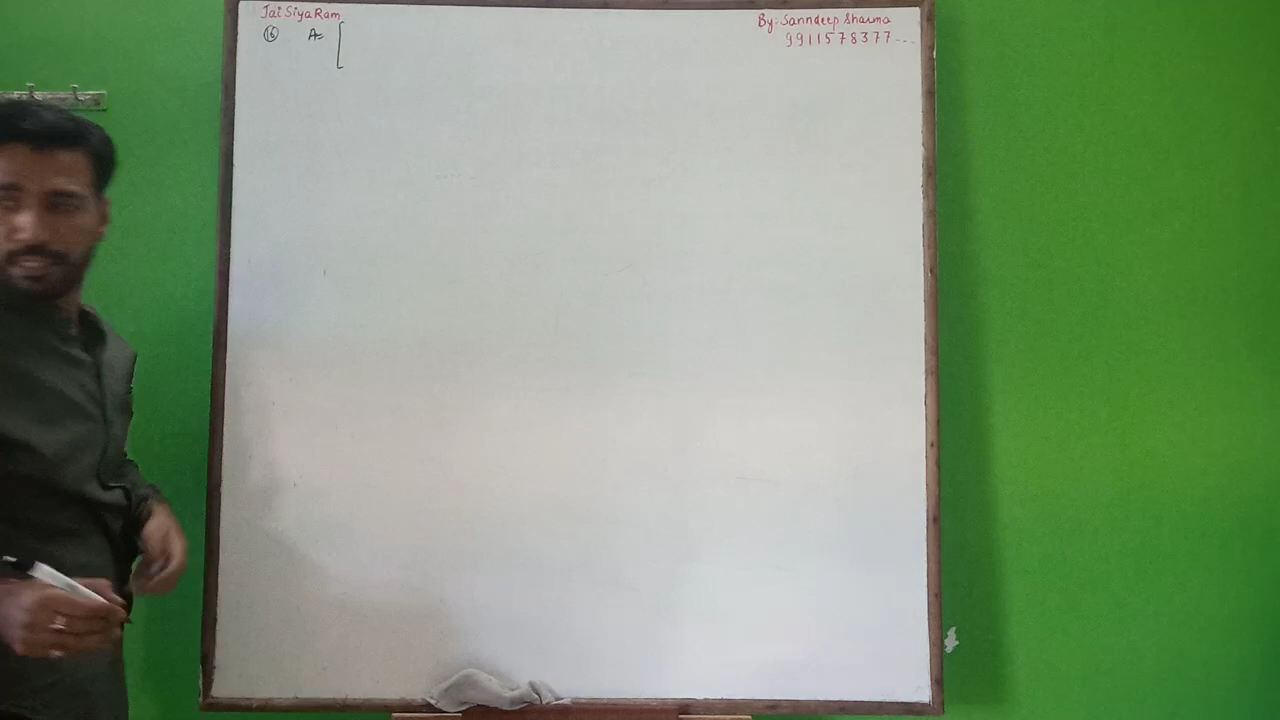 Jai Siya Ram
By:- Sanndeep Sharma
9911578377---
⑯ A= [